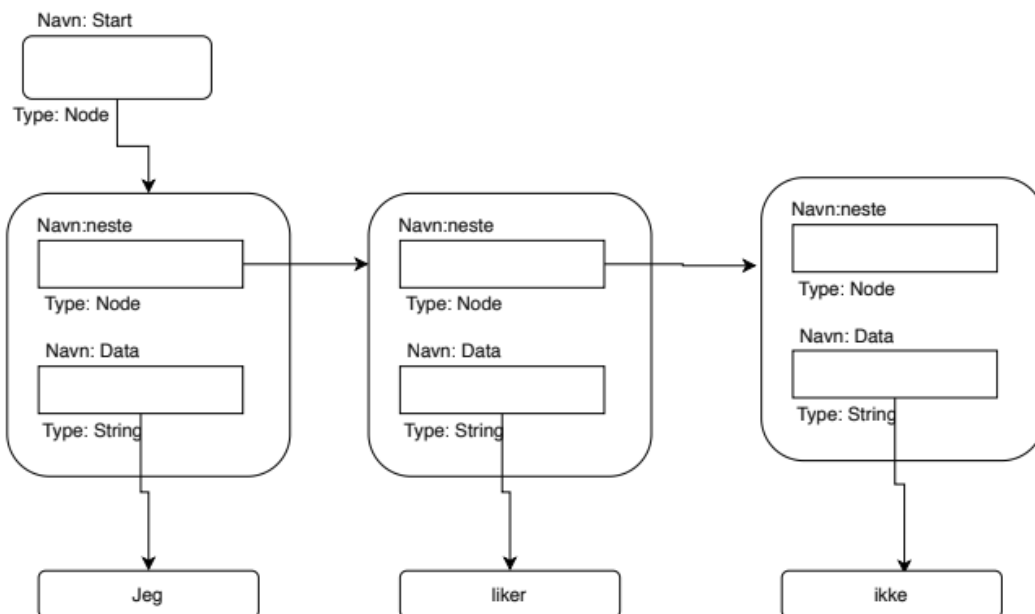 Navn: Start
Type: Node
Navn:neste
Type: Node
Navn: Data
Type: String
Jeg
Navn:neste
Type: Node
Navn: Data
Type: String
liker
Navn:neste
Type: Node
Navn: Data
Type: String
ikke